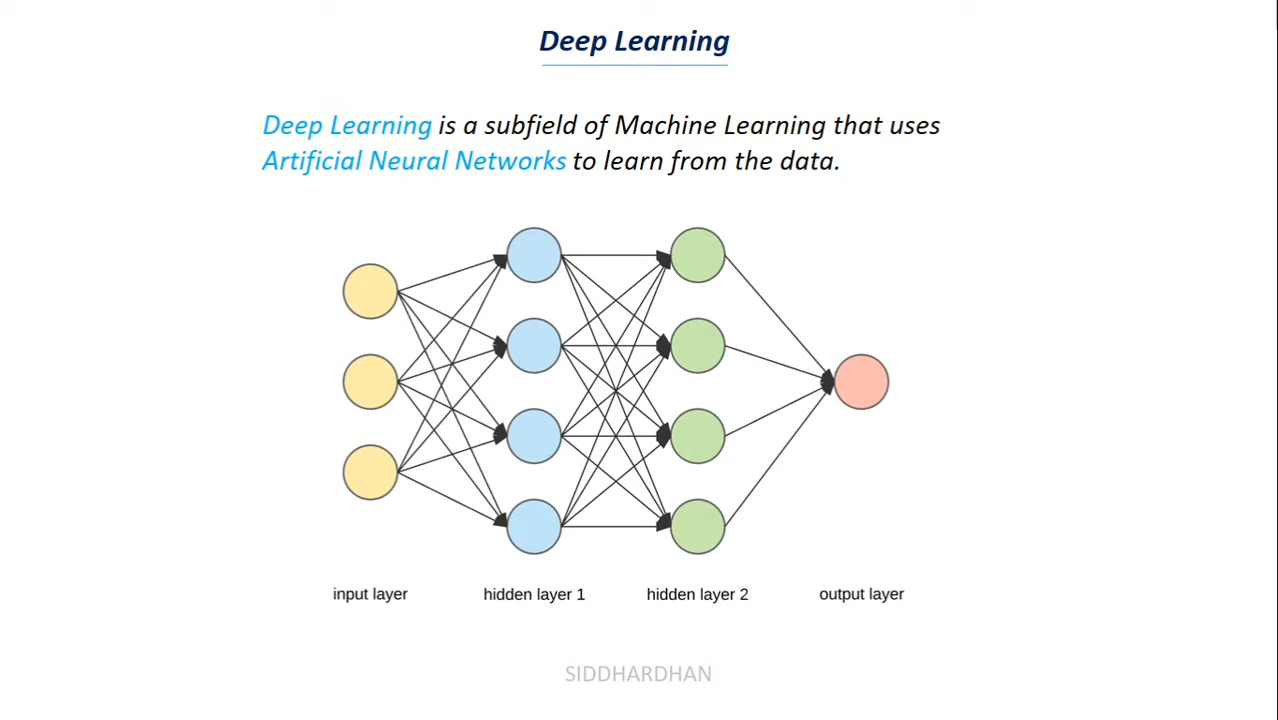 Deep Learning
Deep Learning is a subfield of Machine Learning that uses
Artificial Neural Networks to learn from the data.
input layer
hidden layer 1
hidden layer 2
output layer
SIDDHARDHAN